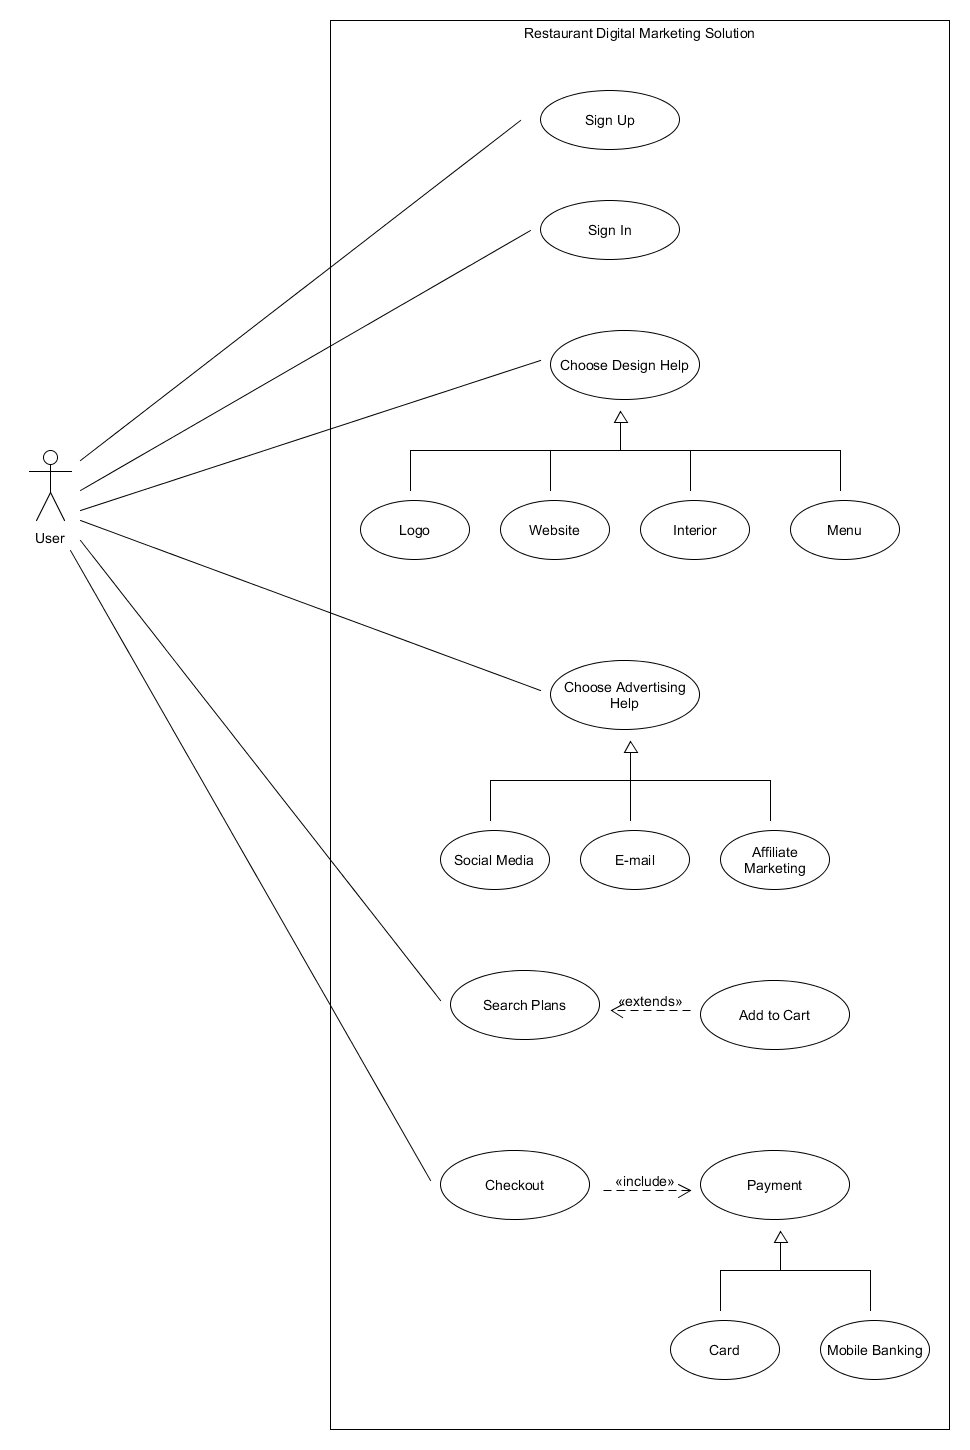 Restaurant Digital Marketing Solution
Sign Up
Sign In
Choose Design Help
User
Logo
Website
Interior
Menu
Choose Advertising
Help
Social Media
E-mail
Affiliate
Marketing
Search Plans
«extends»
Add to Cart
Checkout
«include»
Payment
Card
Mobile Banking